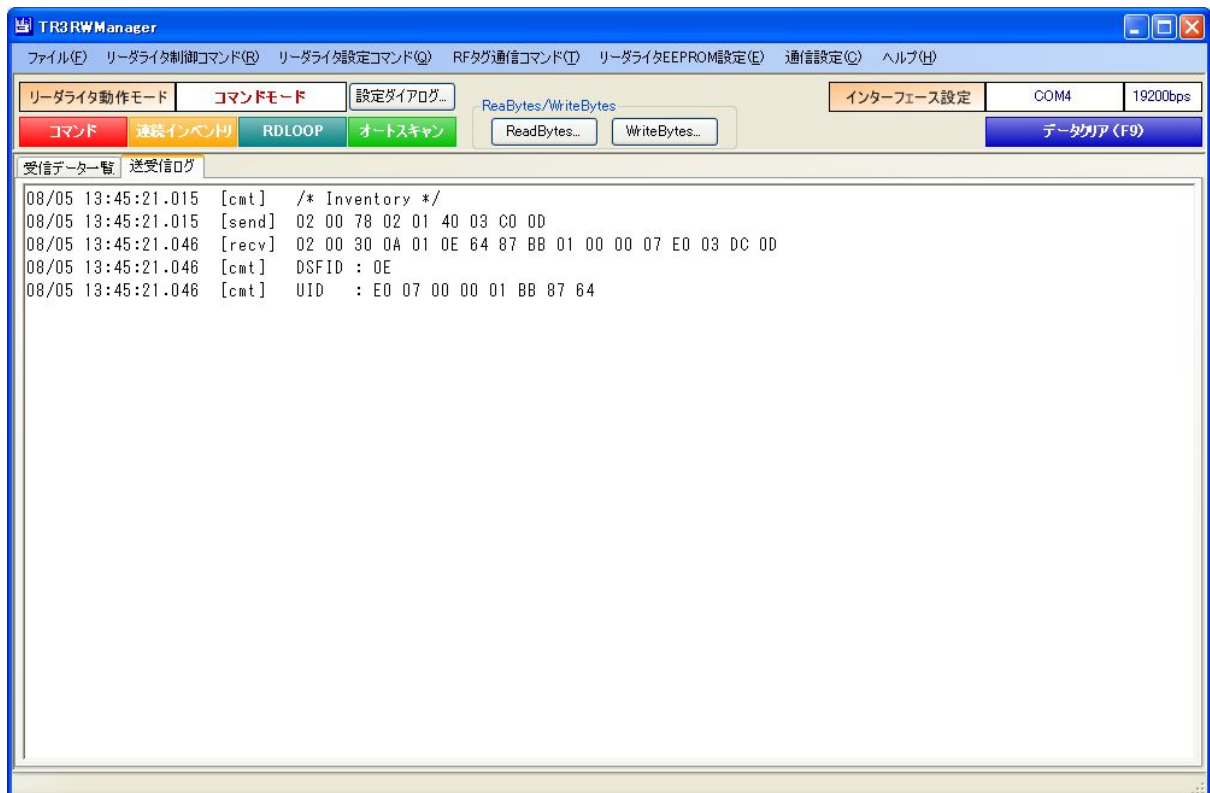 TR3RWManager
ファイル(F) リーダライタ制御コマンド(R) リーダライタ設定コマンド(Q) RFタグ通信コマンド(T) リーダライタEEPROM設定(E) 通信設定(C) ヘルプ(H)
リーダライタ動作モード コマンドモード 設定ダイアログ... ReaBytes/WriteBytes インターフェース設定 COM4 19200bps
コマンド 連続インベントリ RDLOOP オートスキャン ReadBytes... WriteBytes... データクリア(F9)
受信データ一覧 送受信ログ
08/05 13:45:21.015 [cmt] /* Inventory */
08/05 13:45:21.015 [send] 02 00 78 02 01 40 03 C0 0D
08/05 13:45:21.046 [recv] 02 00 30 0A 01 0E 64 87 BB 01 00 00 07 E0 03 DC 0D
08/05 13:45:21.046 [cmt] DSFID : 0E
08/05 13:45:21.046 [cmt] UID : E0 07 00 00 01 BB 87 64